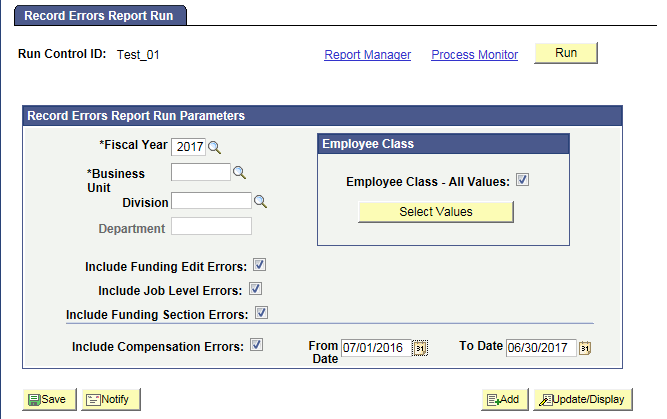 Record Errors Report Run
Run Control ID: Test_01 Report Manager Process Monitor Run
Record Errors Report Run Parameters
*Fiscal Year 2017
*Business Unit
Division
Department
Employee Class
Employee Class - All Values:
Select Values
Include Funding Edit Errors:
Include Job Level Errors:
Include Funding Section Errors:
Include Compensation Errors: From Date 07/01/2016 31 To Date 06/30/2017 31
Save Notify Add Update/Display